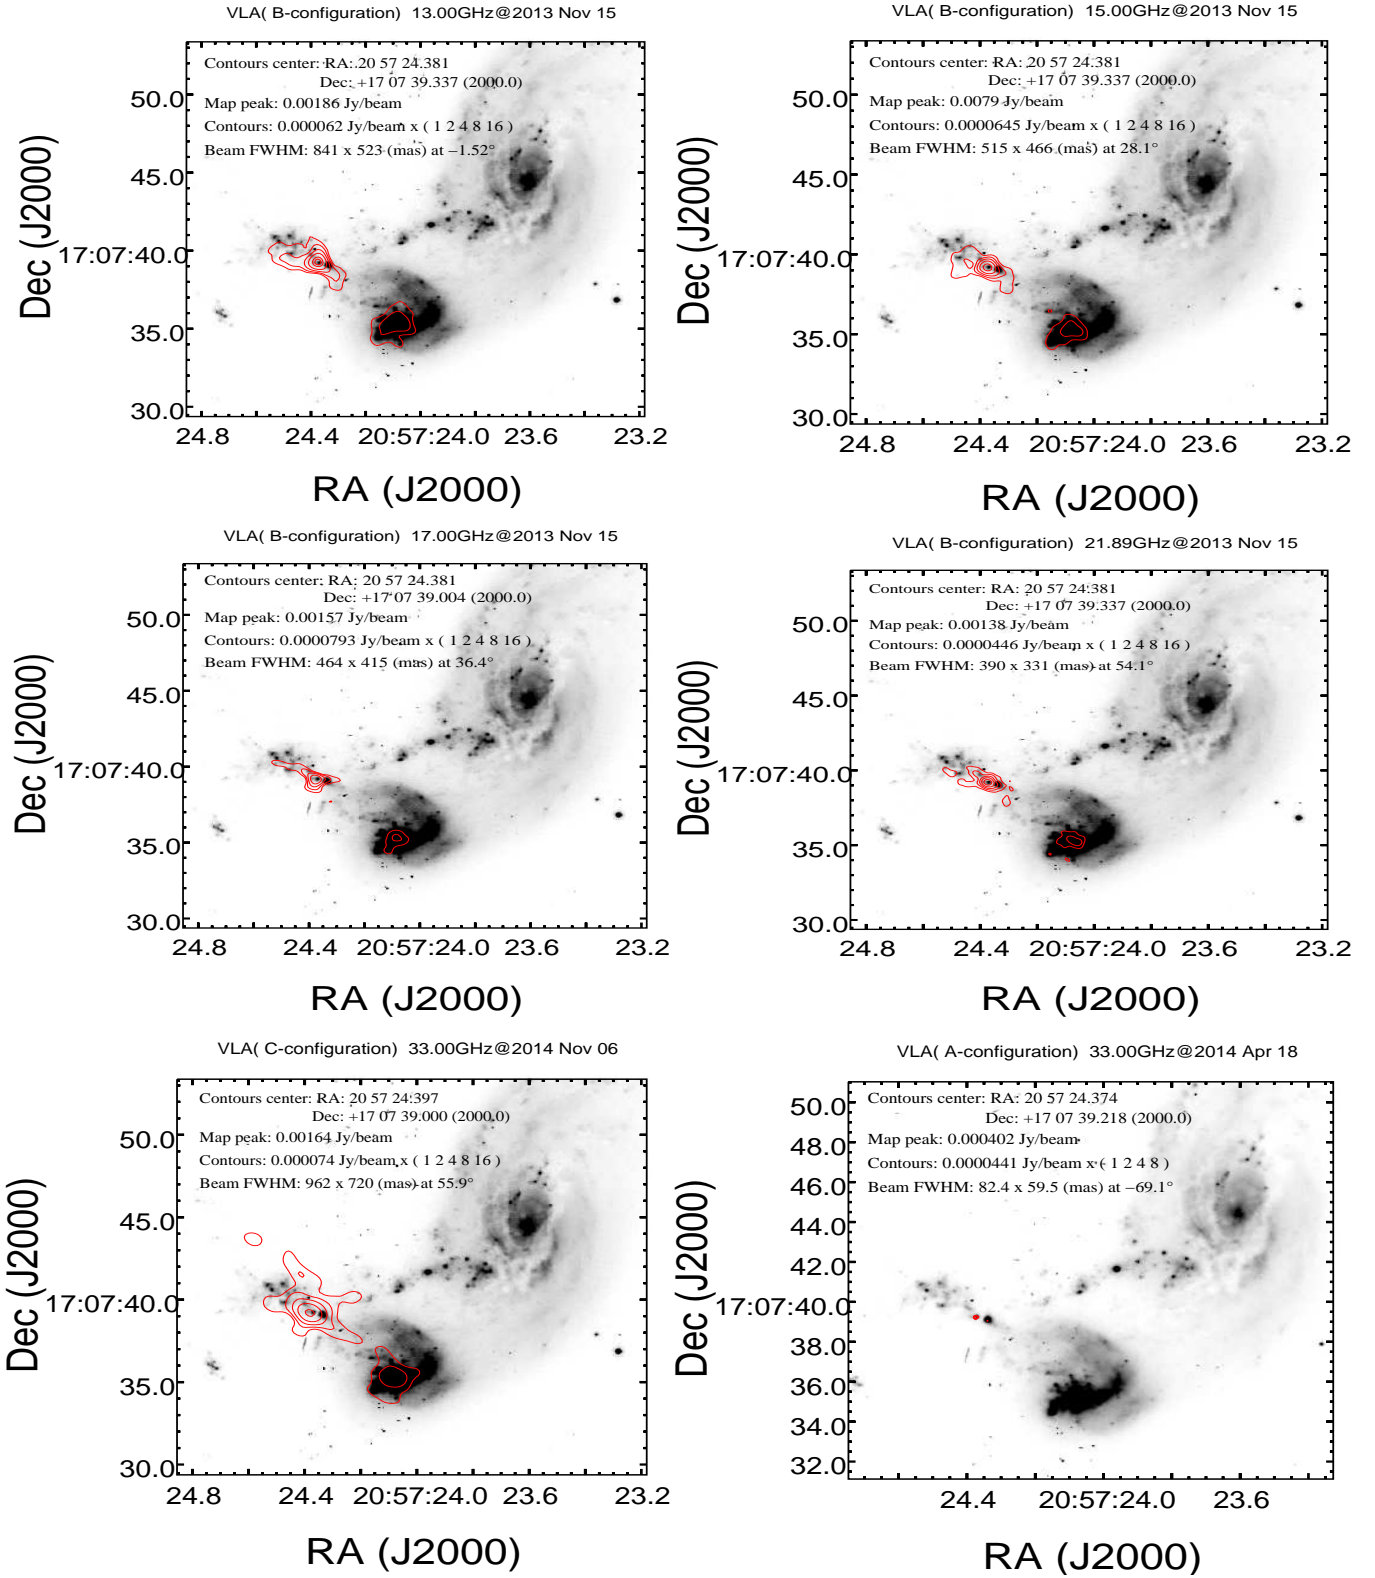 VLA( B-configuration) 13.00GHz@2013 Nov 15
Contours center: RA: 20 57 24.381
Dec: +17 07 39.337 (2000.0)
Map peak: 0.00186 Jy/beam
Contours: 0.000062 Jy/beam x ( 1 2 4 8 16 )
Beam FWHM: 841 x 523 (mas) at −1.52°
50.0
45.0
17:07:40.0
35.0
30.0
Dec (J2000)
24.8 24.4 20:57:24.0 23.6 23.2
RA (J2000)
VLA( B-configuration) 15.00GHz@2013 Nov 15
Contours center: RA: 20 57 24.381
Dec: +17 07 39.337 (2000.0)
Map peak: 0.0079 Jy/beam
Contours: 0.0000645 Jy/beam x ( 1 2 4 8 16 )
Beam FWHM: 515 x 466 (mas) at 28.1°
50.0
45.0
17:07:40.0
35.0
30.0
Dec (J2000)
24.8 24.4 20:57:24.0 23.6 23.2
RA (J2000)
VLA( B-configuration) 17.00GHz@2013 Nov 15
Contours center: RA: 20 57 24.381
Dec: +17 07 39.004 (2000.0)
Map peak: 0.00157 Jy/beam
Contours: 0.0000793 Jy/beam x ( 1 2 4 8 16 )
Beam FWHM: 464 x 415 (mas) at 36.4°
50.0
45.0
17:07:40.0
35.0
30.0
Dec (J2000)
24.8 24.4 20:57:24.0 23.6 23.2
RA (J2000)
VLA( B-configuration) 21.89GHz@2013 Nov 15
Contours center: RA: 20 57 24.381
Dec: +17 07 39.337 (2000.0)
Map peak: 0.00138 Jy/beam
Contours: 0.0000446 Jy/beam x ( 1 2 4 8 16 )
Beam FWHM: 390 x 331 (mas) at 54.1°
50.0
45.0
17:07:40.0
35.0
30.0
Dec (J2000)
24.8 24.4 20:57:24.0 23.6 23.2
RA (J2000)
VLA( C-configuration) 33.00GHz@2014 Nov 06
Contours center: RA: 20 57 24.397
Dec: +17 07 39.000 (2000.0)
Map peak: 0.00164 Jy/beam
Contours: 0.000074 Jy/beam x ( 1 2 4 8 16 )
Beam FWHM: 962 x 720 (mas) at 55.9°
50.0
45.0
17:07:40.0
35.0
30.0
Dec (J2000)
24.8 24.4 20:57:24.0 23.6 23.2
RA (J2000)
VLA( A-configuration) 33.00GHz@2014 Apr 18
Contours center: RA: 20 57 24.374
Dec: +17 07 39.218 (2000.0)
Map peak: 0.000402 Jy/beam
Contours: 0.0000441 Jy/beam x ( 1 2 4 8 )
Beam FWHM: 82.4 x 59.5 (mas) at −69.1°
50.0
48.0
46.0
44.0
42.0
17:07:40.0
38.0
36.0
34.0
32.0
Dec (J2000)
24.4 20:57:24.0 23.6
RA (J2000)